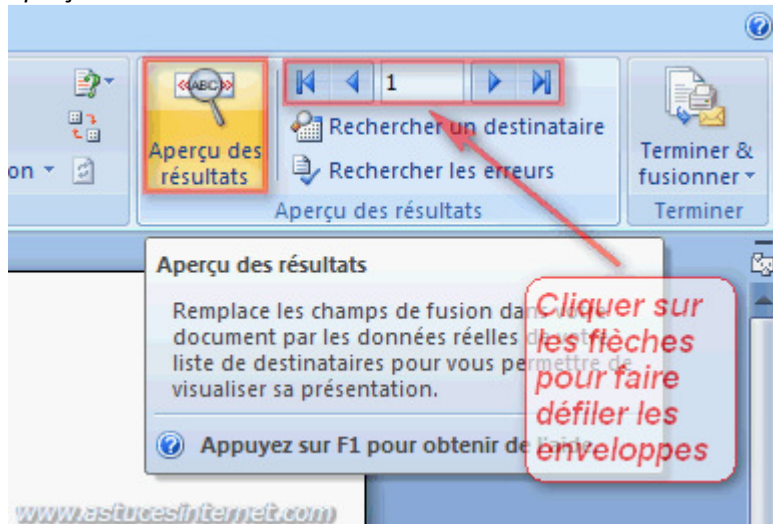 «ABC»
1
Rechercher un destinataire
Aperçu des
résultats
Rechercher les erreurs
Terminer &
fusionner
on
Aperçu des résultats
Terminer
Aperçu des résultats
Remplace les champs de fusion dans votre
document par les données réelles de votre
liste de destinataires pour vous permettre de
visualiser sa présentation.
Appuyez sur F1 pour obtenir de l'aide.
Cliquer sur
les flèches
pour faire
défiler les
enveloppes
www.astucesinternet.com